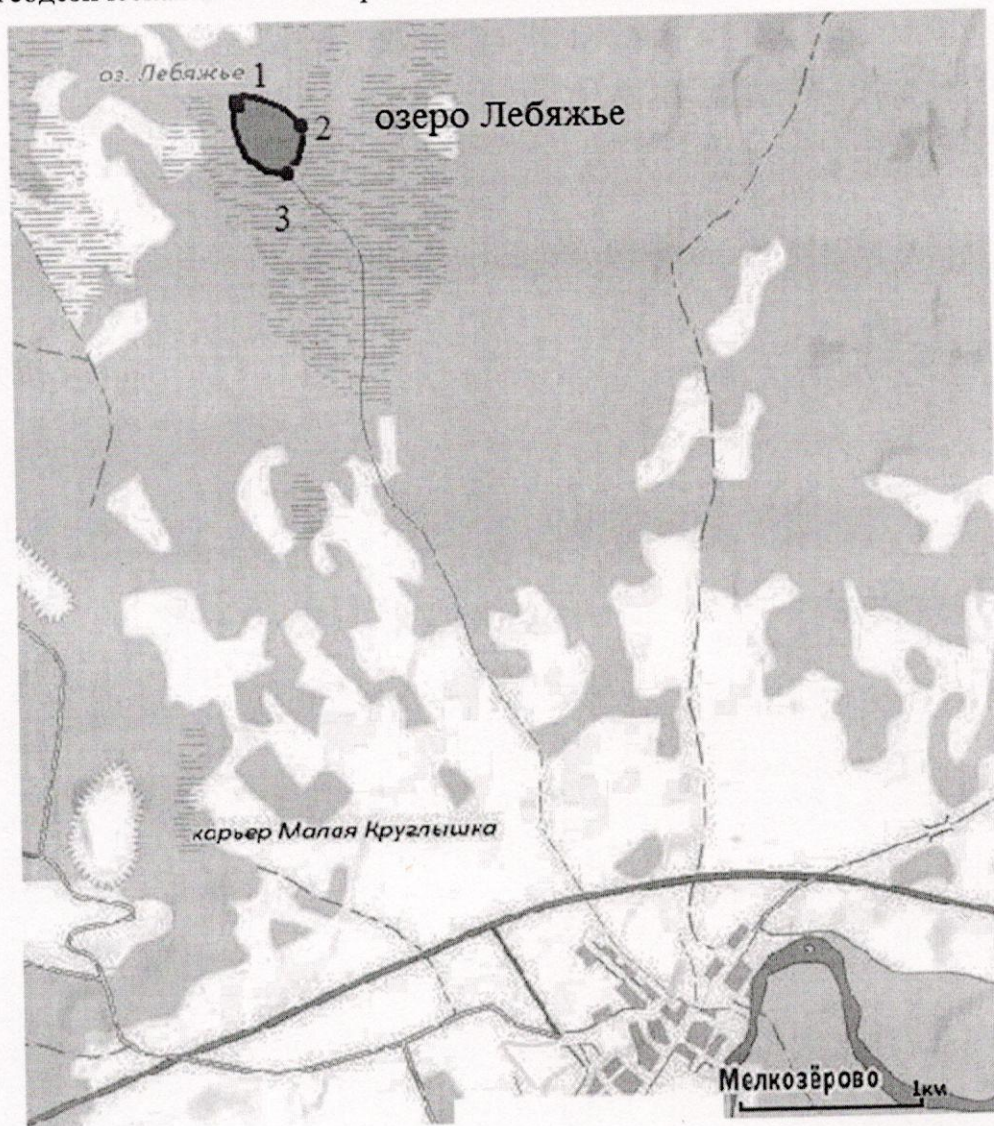 оз. Лебяжье 1
2
озеро Лебяжье
3
карьер Малая Круглышка
Мелкозёрово
1км